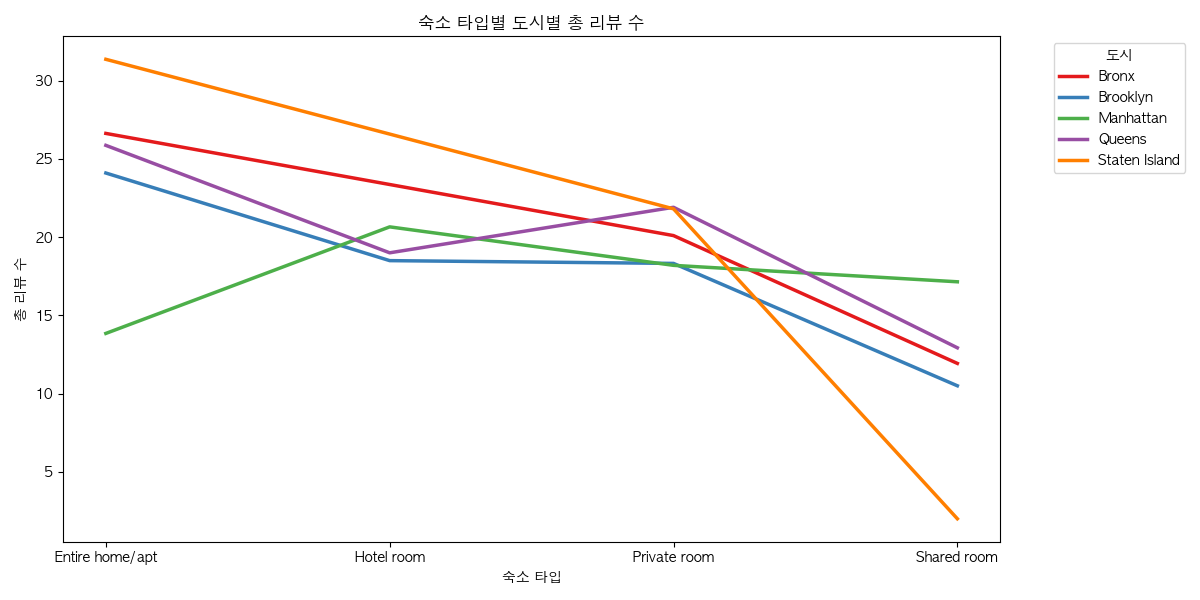 숙소 타입별 도시별 총 리뷰 수
총 리뷰 수
30
25
20
15
10
5
Entire home/apt
Hotel room
Private room
Shared room
숙소 타입
도시
Bronx
Brooklyn
Manhattan
Queens
Staten Island